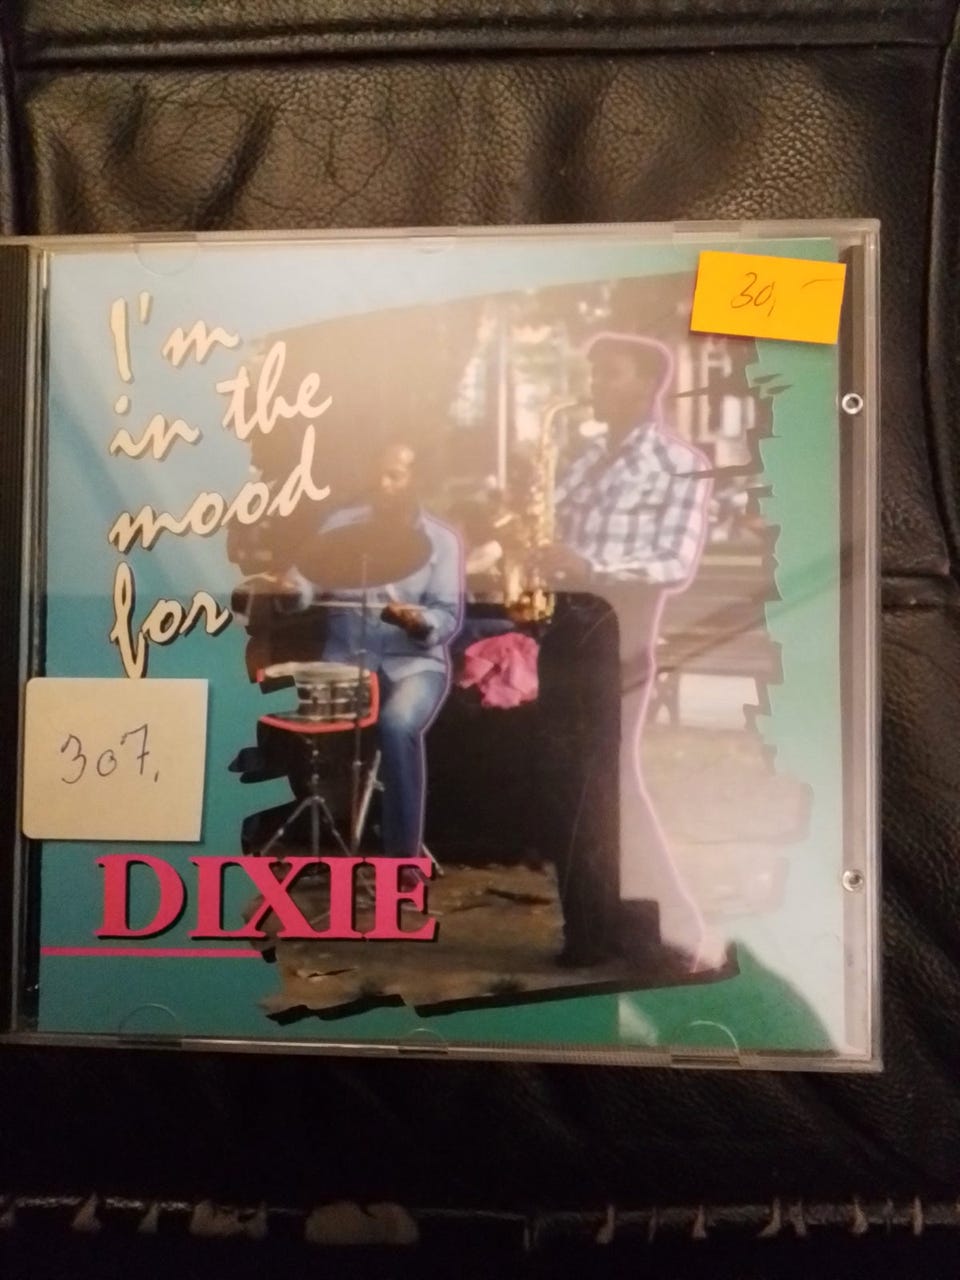 I'm
in the
mood
for
30,-
307.
DIXIE